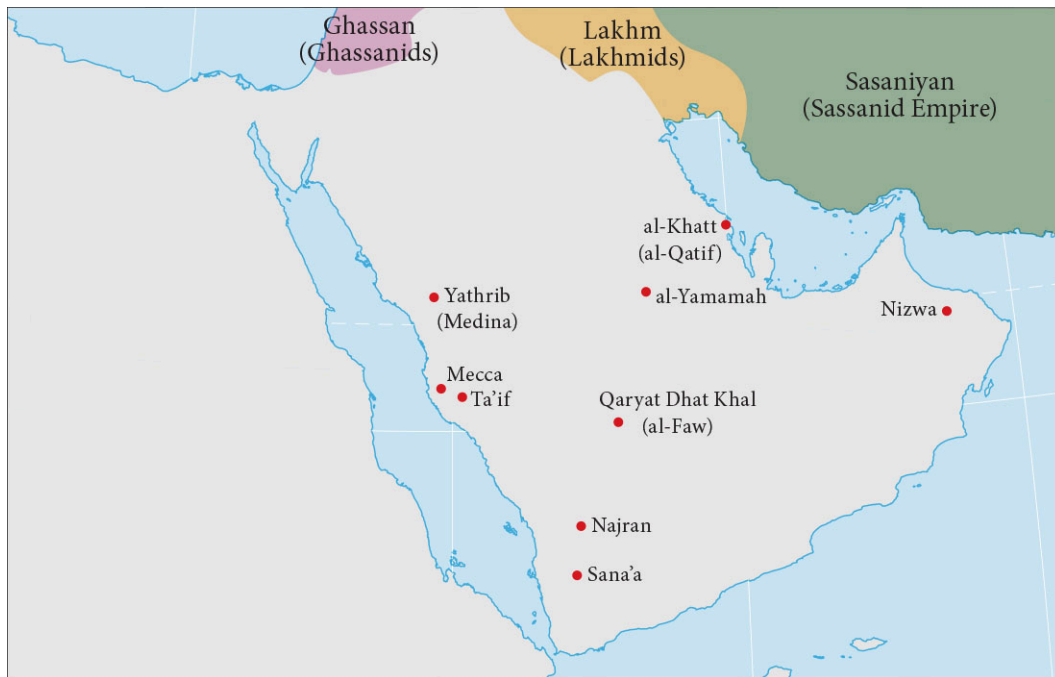 Ghassan
(Ghassanids)
Lakhm
(Lakhmids)
Sasaniyan
(Sassanid Empire)
al-Khatt
(al-Qatif)
Yathrib
(Medina)
al-Yamamah
Nizwa
Mecca
Ta’if
Qaryat Dhat Khal
(al-Faw)
Najran
Sana’a